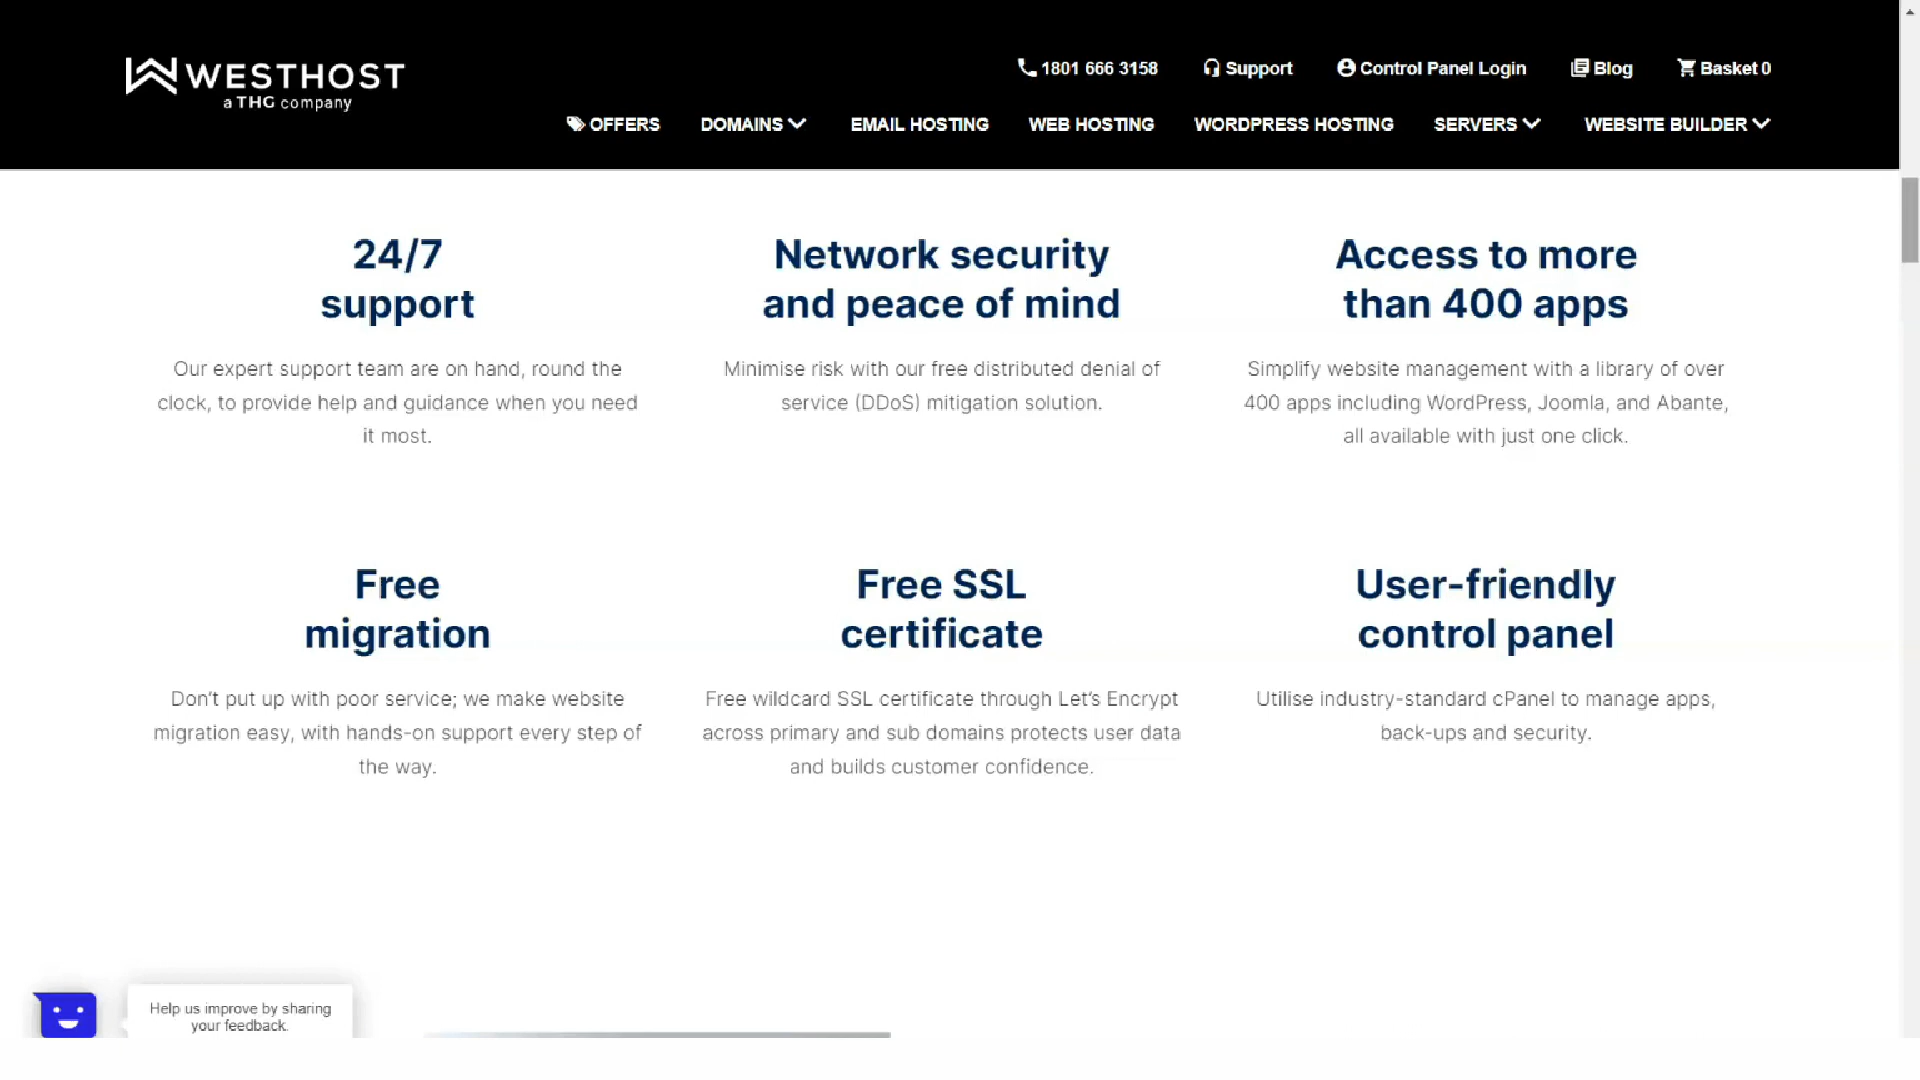 WESTHOST
a THG company
1801 666 3158
Support
Control Panel Login
Blog
Basket 0
OFFERS
DOMAINS
EMAIL HOSTING
WEB HOSTING
WORDPRESS HOSTING
SERVERS
WEBSITE BUILDER
24/7
support
Our expert support team are on hand, round the
clock, to provide help and guidance when you need
it most.
Network security
and peace of mind
Minimise risk with our free distributed denial of
service (DDoS) mitigation solution.
Access to more
than 400 apps
Simplify website management with a library of over
400 apps including WordPress, Joomla, and Abante,
all available with just one click.
Free
migration
Don't put up with poor service; we make website
migration easy, with hands-on support every step of
the way.
Free SSL
certificate
Free wildcard SSL certificate through Let's Encrypt
across primary and sub domains protects user data
and builds customer confidence.
User-friendly
control panel
Utilise industry-standard cPanel to manage apps,
back-ups and security.
Help us improve by sharing
your feedback.